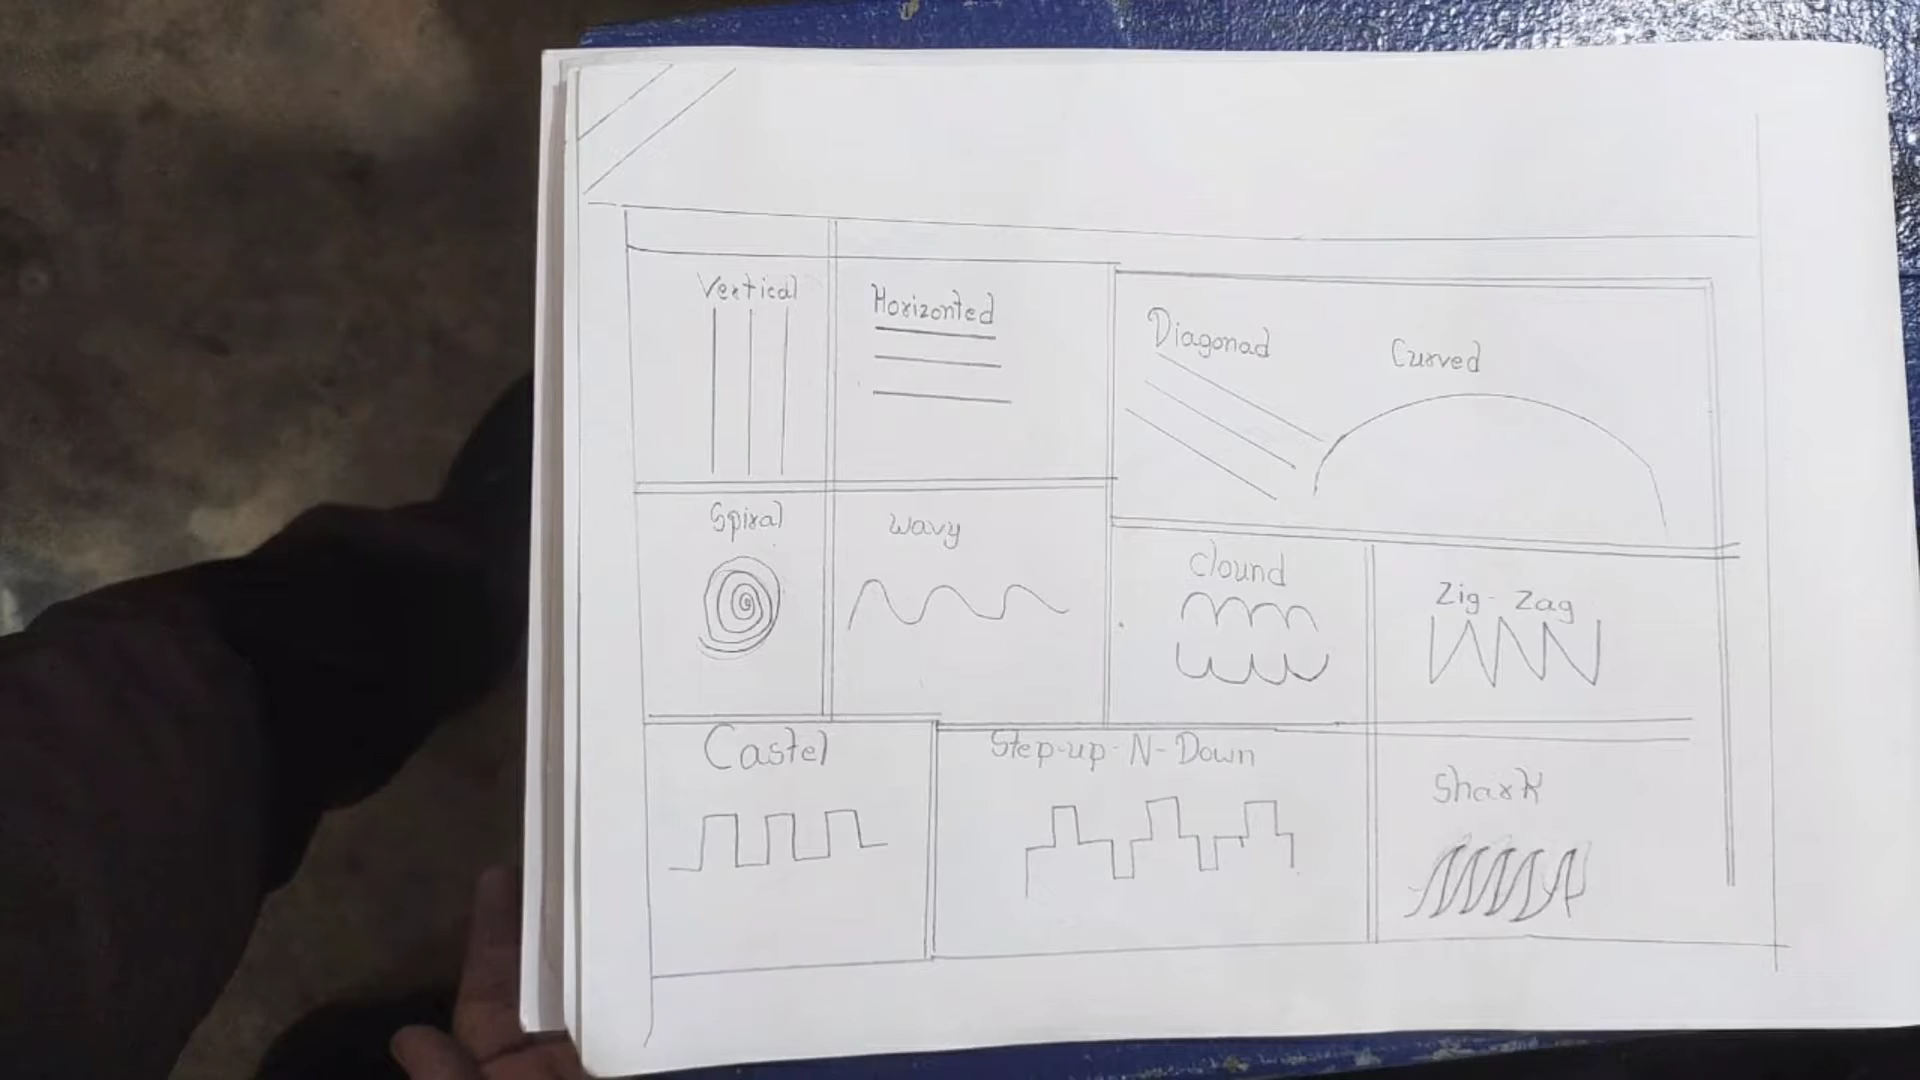 Vertical
Horizonted
Diagonad
Curved
Spiral
Wavy
Clound
Zig-Zag
Castel
Step-up-N-Down
Shark